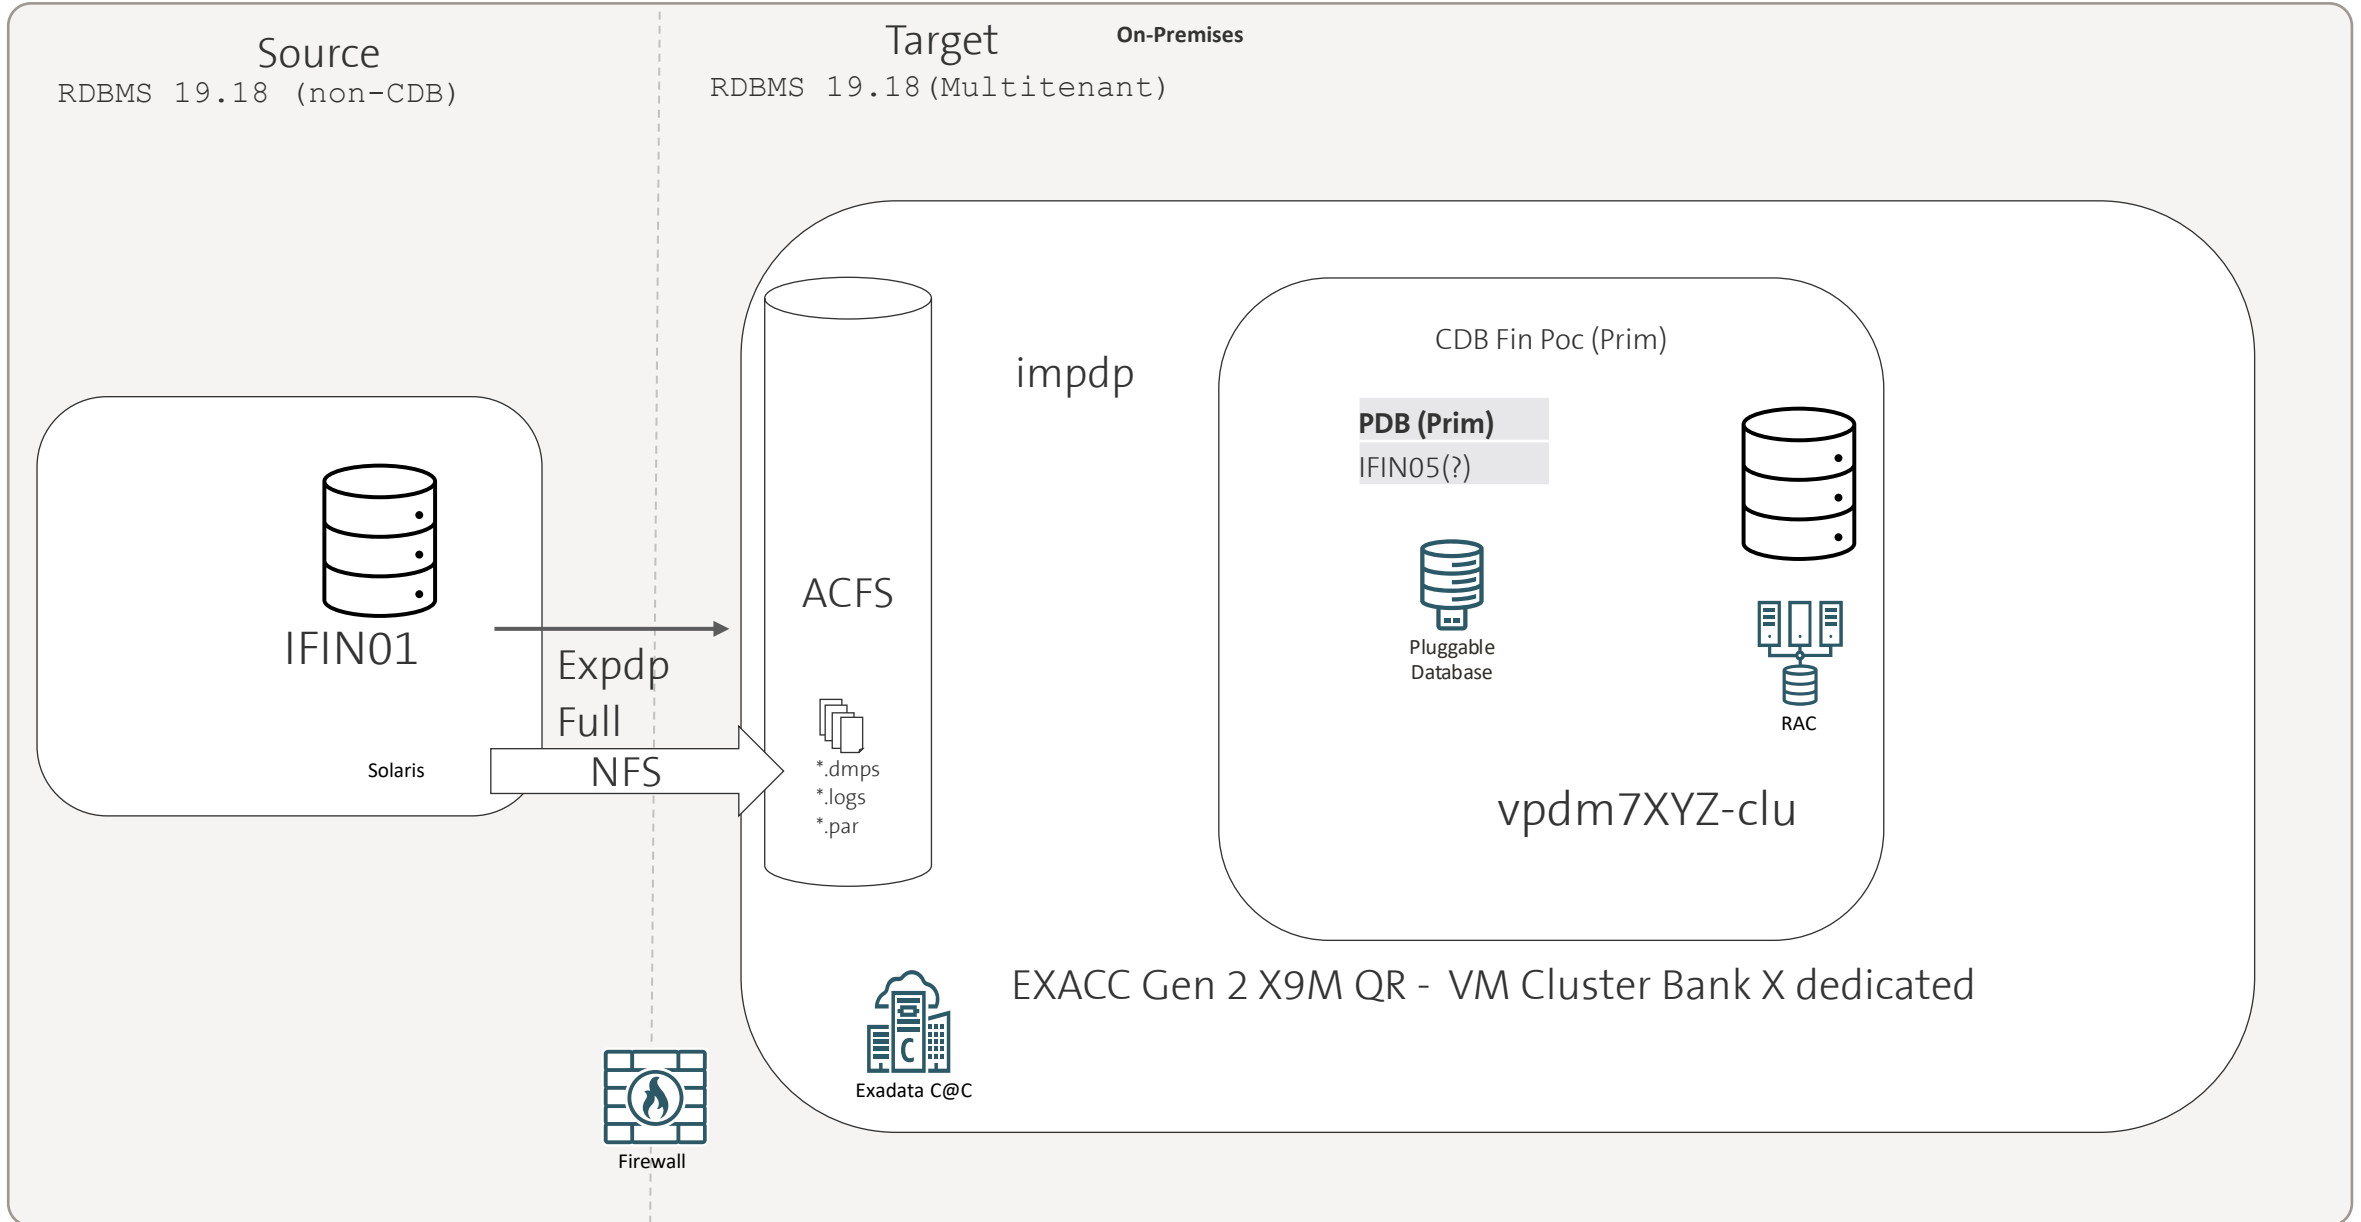 Source
RDBMS 19.18 (non-CDB)
Target
On-Premises
RDBMS 19.18(Multitenant)
IFIN01
Solaris
Expdp
Full
NFS
ACFS
*.dmps
*.logs
*.par
impdp
CDB Fin Poc (Prim)
PDB (Prim)
IFIN05(?)
Pluggable
Database
RAC
vpdm7XYZ-clu
EXACC Gen 2 X9M QR - VM Cluster Bank X dedicated
C
Exadata C@C
Firewall